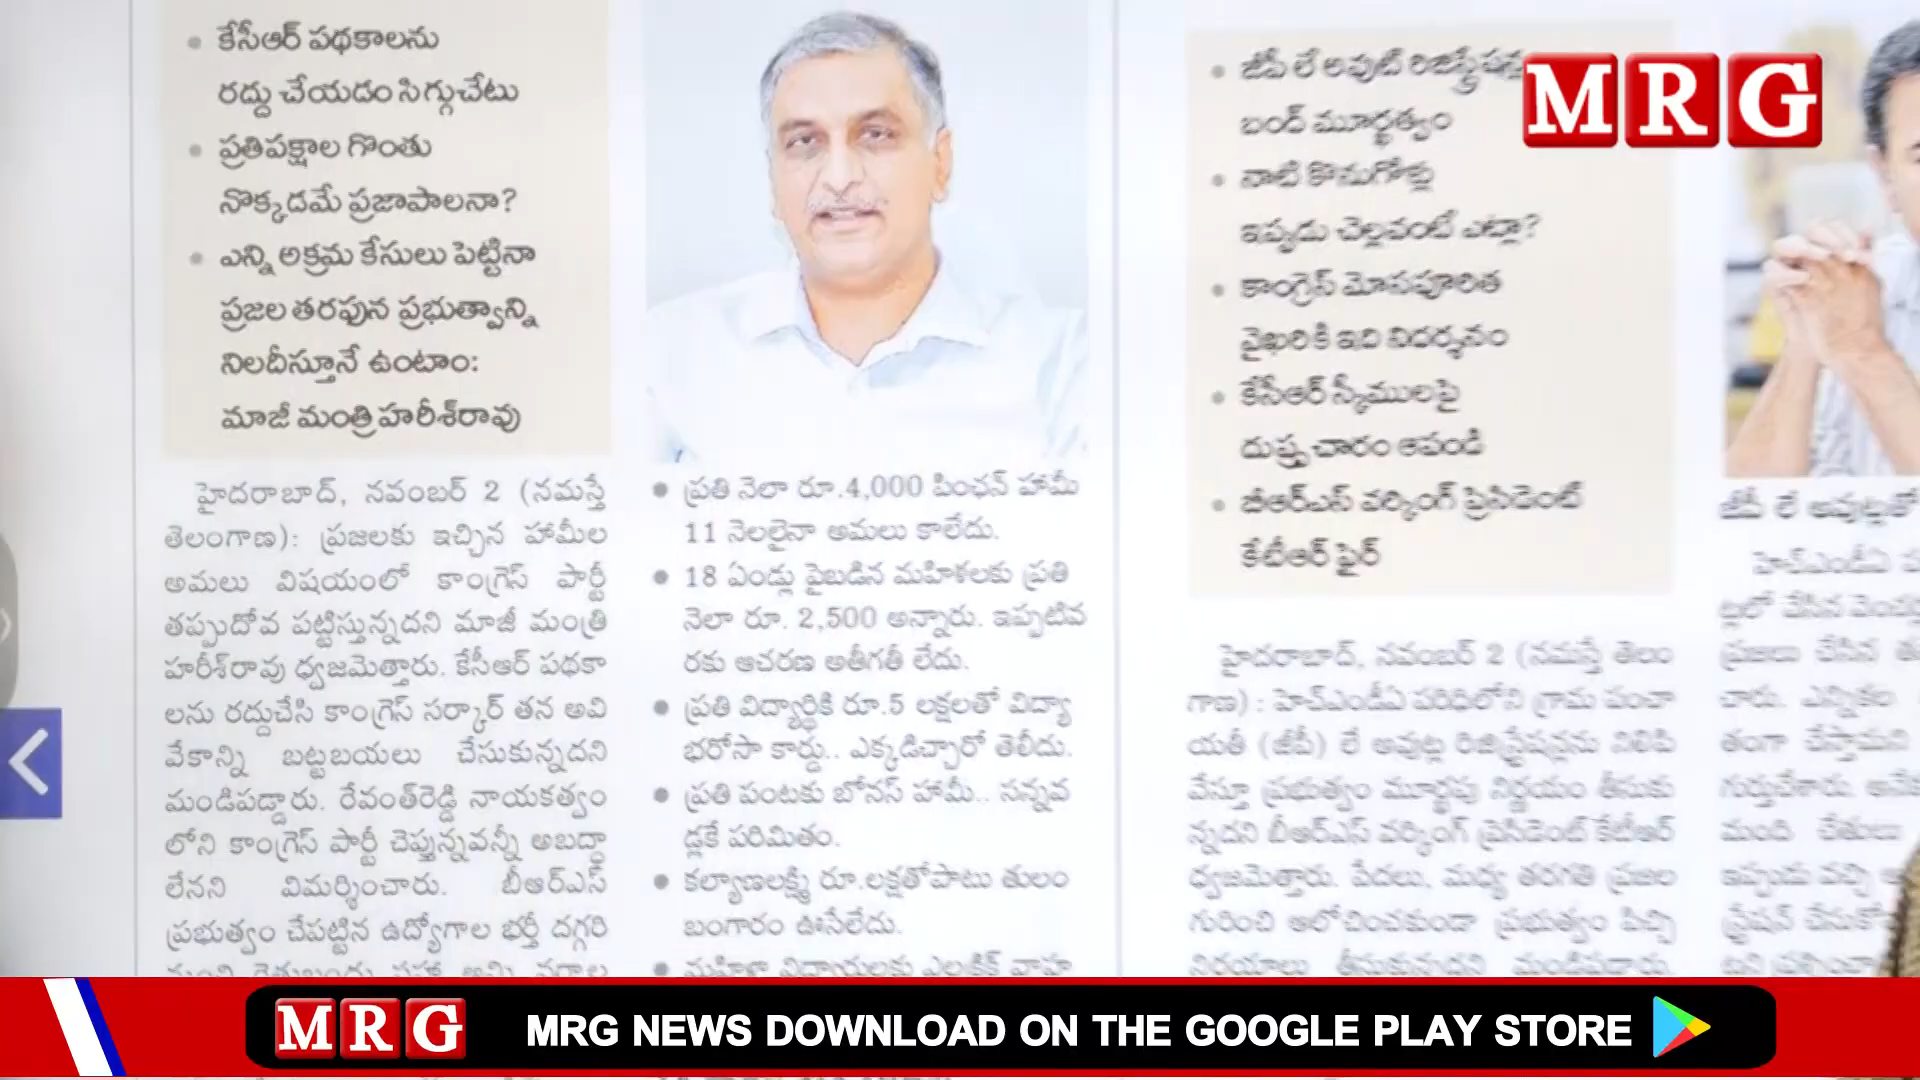 కేసీఆర్ పథకాలను
రద్దు చేయడం సిగ్గుచేటు
ప్రతిపక్షాల గొంతు
నొక్కడమే ప్రజాపాలనా?
ఎన్ని అక్రమ కేసులు పెట్టినా
ప్రజల తరఫున ప్రభుత్వాన్ని
నిలదీస్తూనే ఉంటాం:
మాజీ మంత్రి హరీశ్‌రావు
హైదరాబాద్, నవంబర్ 2 (నమస్తే
తెలంగాణ): ప్రజలకు ఇచ్చిన హామీల
అమలు విషయంలో కాంగ్రెస్ పార్టీ
తప్పుదోవ పట్టిస్తున్నదని మాజీ మంత్రి
హరీశ్‌రావు ధ్వజమెత్తారు. కేసీఆర్ పథకా
లను రద్దుచేసి కాంగ్రెస్ సర్కార్ తన అవి
వేకాన్ని బట్టబయలు చేసుకున్నదని
మండిపడ్డారు. రేవంత్‌రెడ్డి నాయకత్వం
లోని కాంగ్రెస్ పార్టీ చెప్తున్నవన్నీ అబద్ధా
లేనని విమర్శించారు. బీఆర్ఎస్
ప్రభుత్వం చేపట్టిన ఉద్యోగాల భర్తీ దగ్గరి
ప్రతి నెలా రూ.4,000 పింఛన్ హామీ
11 నెలలైనా అమలు కాలేదు.
18 ఏండ్లు పైబడిన మహిళలకు ప్రతి
నెలా రూ. 2,500 అన్నారు. ఇప్పటివ
రకు ఆచరణ అతీగతీ లేదు.
ప్రతి విద్యార్థికి రూ.5 లక్షలతో విద్యా
భరోసా కార్డు.. ఎక్కడిచ్చారో తెలీదు.
ప్రతి పంటకు బోనస్ హామీ.. సన్నవ
డ్లకే పరిమితం.
కల్యాణలక్ష్మి రూ.లక్షతోపాటు తులం
బంగారం ఊసేలేదు.
జీపీ లే అవుట్ రిజిస్ట్రేషన్ల
బంద్ మూర్ఖత్వం
నాటి కొనుగోళ్లు
ఇప్పుడు చెల్లవంటే ఎట్లా?
కాంగ్రెస్ మోసపూరిత
వైఖరికి ఇది నిదర్శనం
కేసీఆర్ స్కీములపై
దుష్ప్రచారం ఆపండి
బీఆర్ఎస్ వర్కింగ్ ప్రెసిడెంట్
కేటీఆర్ ఫైర్
హైదరాబాద్, నవంబర్ 2 (నమస్తే తెలం
గాణ) : హెచ్ఎండీఏ పరిధిలోని గ్రామ పంచా
యతీ (జీపీ) లే అవుట్ల రిజిస్ట్రేషన్లను నిలిపి
వేస్తూ ప్రభుత్వం మూర్ఖపు నిర్ణయం తీసుకు
న్నదని బీఆర్ఎస్ వర్కింగ్ ప్రెసిడెంట్ కేటీఆర్
ధ్వజమెత్తారు. పేదలు, మధ్య తరగతి ప్రజల
గురించి ఆలోచించకుండా ప్రభుత్వం పిచ్చి
MRG
MRG
MRG NEWS DOWNLOAD ON THE GOOGLE PLAY STORE